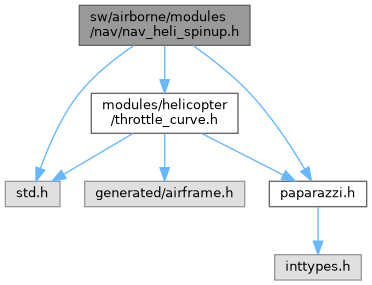 sw/airborne/modules
/nav/nav_heli_spinup.h
modules/helicopter
/throttle_curve.h
std.h
generated/airframe.h
paparazzi.h
inttypes.h